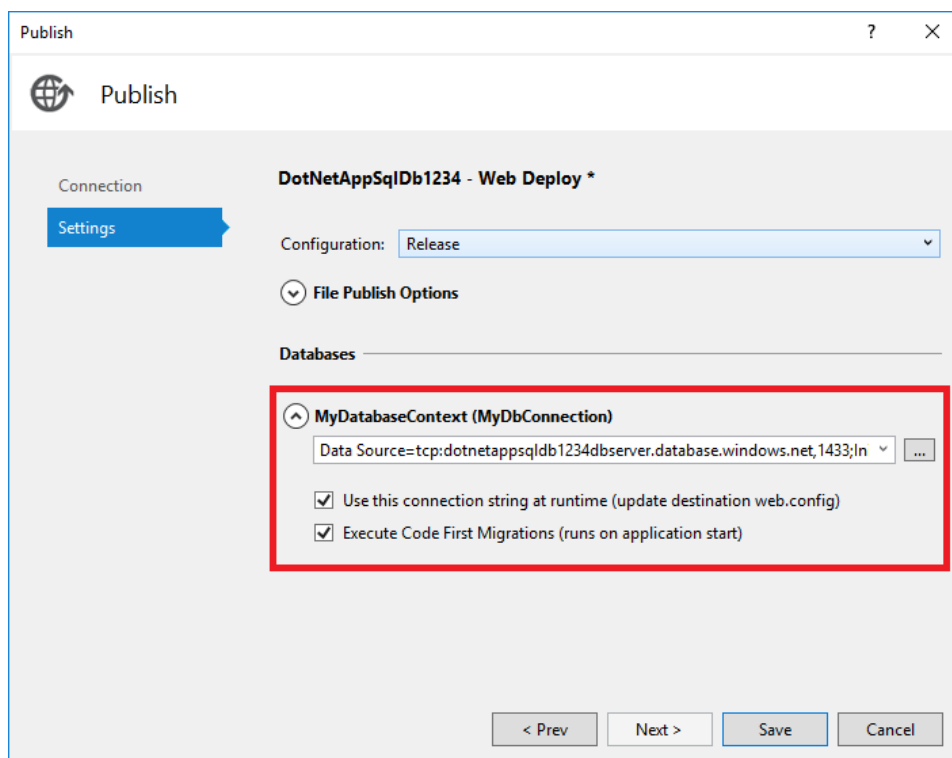 Publish
?
Publish
Connection
Settings
DotNetAppSqlDb1234 - Web Deploy *
Configuration: Release
File Publish Options
Databases
MyDatabaseContext (MyDbConnection)
Data Source=tcp:dotnetappsqldb1234dbserver.database.windows.net,1433;In
...
Use this connection string at runtime (update destination web.config)
Execute Code First Migrations (runs on application start)
< Prev
Next >
Save
Cancel